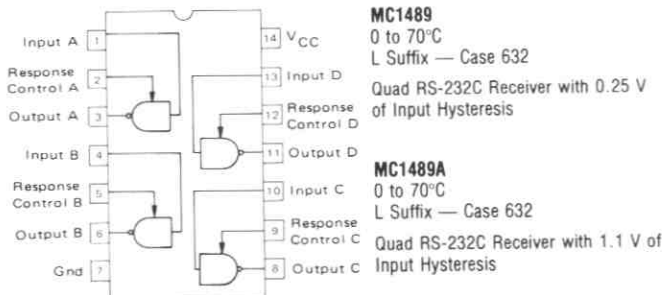 Input A 1
Response
Control A 2
Output A 3
Input B 4
Response
Control B 5
Output B 6
Gnd 7
14 VCC
13 Input D
12 Response
Control D
11 Output D
10 Input C
9 Response
Control C
8 Output C
MC1489
0 to 70°C
L Suffix — Case 632
Quad RS-232C Receiver with 0.25 V
of Input Hysteresis
MC1489A
0 to 70°C
L Suffix — Case 632
Quad RS-232C Receiver with 1.1 V of
Input Hysteresis